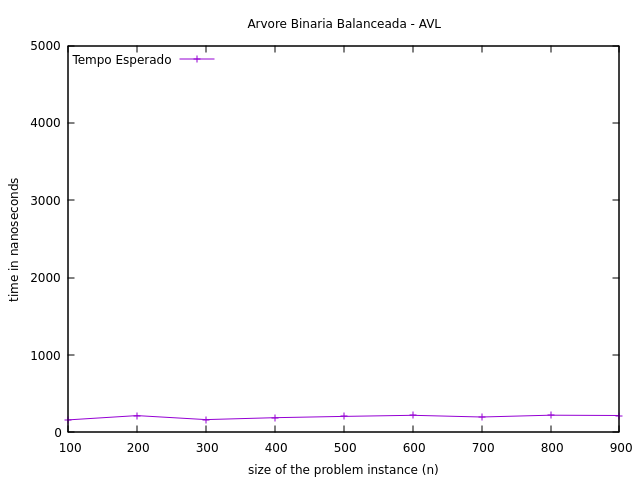 Arvore Binaria Balanceada - AVL
Tempo Esperado
5000
4000
3000
2000
1000
0
time in nanoseconds
100 200 300 400 500 600 700 800 900
size of the problem instance (n)